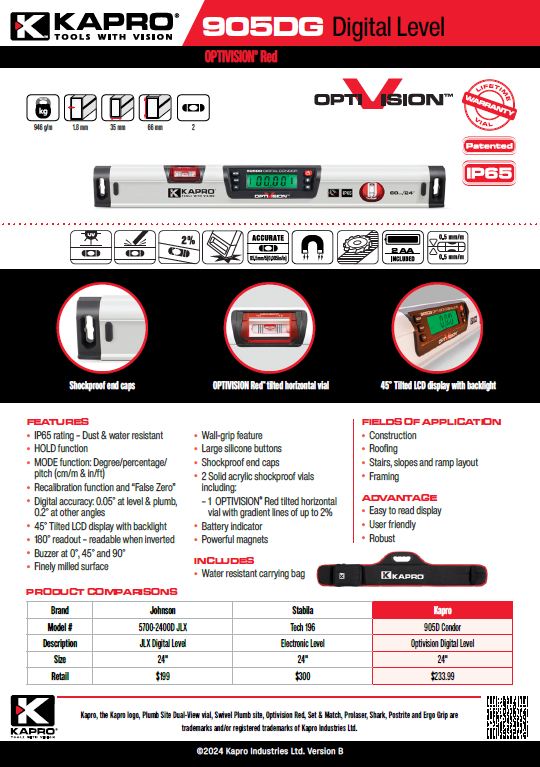 KAPRO®
TOOLS WITH VISION
905DG Digital Level
OPTIVISION® Red
kg
946 g/m
1.8 mm
35 mm
66 mm
2
OPTIVISION™
LIFETIME
WARRANTY
VIAL
Patented
IP65
905DG DIGITAL CONDOR
KAPRO
TOOLS WITH VISION
OPTIVISION
IP65
60cm/24"
UV
2%
ACCURATE
2 AA
INCLUDED
0,5 mm/m
0,5 mm/m
Shockproof end caps
OPTIVISION Red™ tilted horizontal vial
45° Tilted LCD display with backlight
FEATURES
• IP65 rating – Dust & water resistant
• HOLD function
• MODE function: Degree/percentage/
pitch (cm/m & in/ft)
• Recalibration function and "False Zero"
• Digital accuracy: 0.05° at level & plumb,
0.2° at other angles
• 45° Tilted LCD display with backlight
• 180° readout – readable when inverted
• Buzzer at 0°, 45° and 90°
• Finely milled surface
• Wall-grip feature
• Large silicone buttons
• Shockproof end caps
• 2 Solid acrylic shockproof vials
including:
– 1 OPTIVISION® Red tilted horizontal
vial with gradient lines of up to 2%
• Battery indicator
• Powerful magnets
INCLUDES
• Water resistant carrying bag
KAPRO
FIELDS OF APPLICATION
• Construction
• Roofing
• Stairs, slopes and ramp layout
• Framing
ADVANTAGE
• Easy to read display
• User friendly
• Robust
PRODUCT COMPARISONS
Brand Johnson Stabila Kapro
Model # 5700-2400D JLX Tech 196 905D Condor
Description JLX Digital Level Electronic Level Optivision Digital Level
Size 24" 24" 24"
Retail $199 $300 $233.99
KAPRO®
TOOLS WITH VISION
Kapro, the Kapro logo, Plumb Site Dual-View vial, Swivel Plumb site, Optivision Red, Set & Match, Prolaser, Shark, Postrite and Ergo Grip are
trademarks and/or registered trademarks of Kapro Industries Ltd.
©2024 Kapro Industries Ltd. Version B